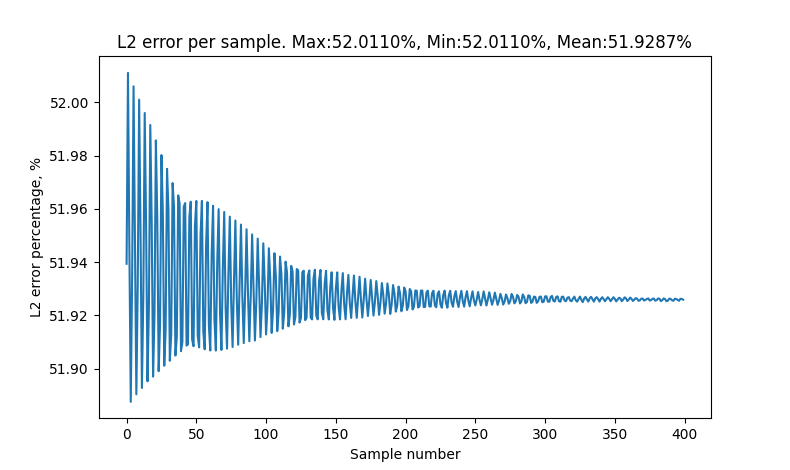 L2 error per sample. Max:52.0110%, Min:52.0110%, Mean:51.9287%
52.00
51.98
51.96
51.94
51.92
51.90
L2 error percentage, %
0 50 100 150 200 250 300 350 400
Sample number